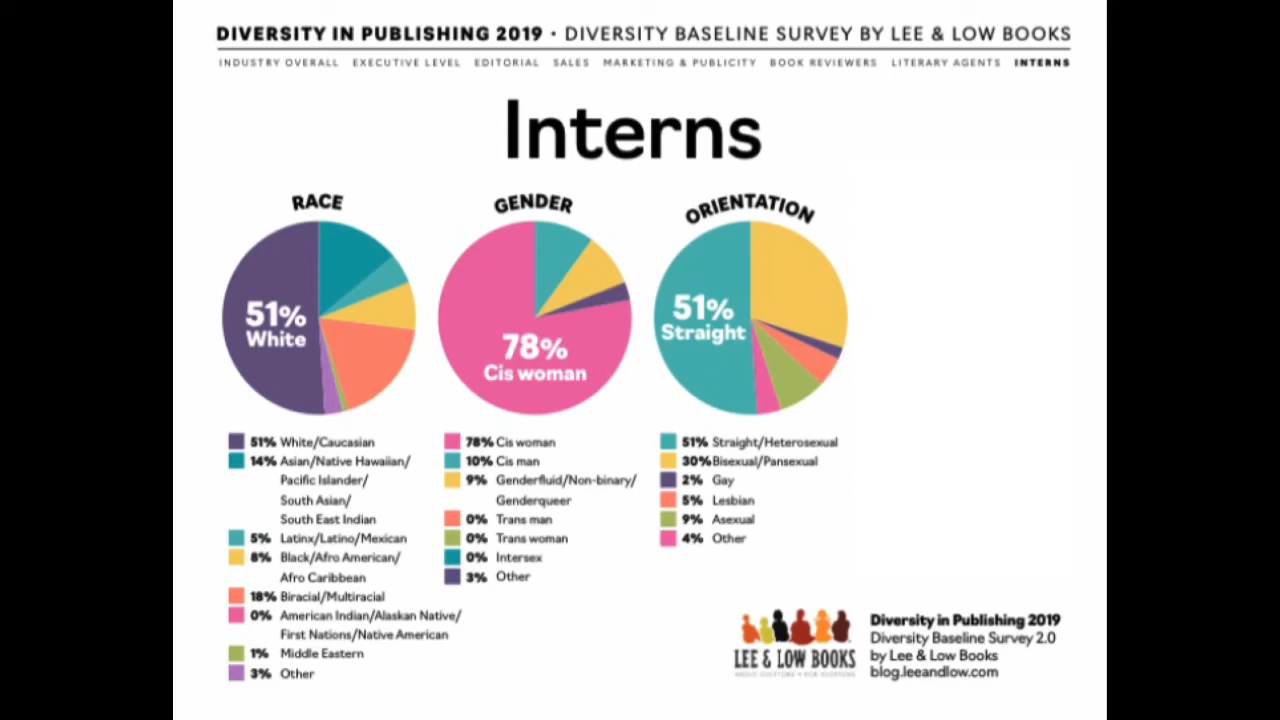 DIVERSITY IN PUBLISHING 2019 · DIVERSITY BASELINE SURVEY BY LEE & LOW BOOKS
INDUSTRY OVERALL EXECUTIVE LEVEL EDITORIAL SALES MARKETING & PUBLICITY BOOK REVIEWERS LITERARY AGENTS INTERNS
Interns
RACE
51%
White
51% White/Caucasian
14% Asian/Native Hawaiian/
Pacific Islander/
South Asian/
South East Indian
5% Latinx/Latino/Mexican
8% Black/Afro American/
Afro Caribbean
18% Biracial/Multiracial
0% American Indian/Alaskan Native/
First Nations/Native American
1% Middle Eastern
3% Other
GENDER
78%
Cis woman
78% Cis woman
10% Cis man
9% Genderfluid/Non-binary/
Genderqueer
0% Trans man
0% Trans woman
0% Intersex
3% Other
ORIENTATION
51%
Straight
51% Straight/Heterosexual
30% Bisexual/Pansexual
2% Gay
5% Lesbian
9% Asexual
4% Other
LEE & LOW BOOKS
ABOUT EVERYONE • FOR EVERYONE
Diversity in Publishing 2019
Diversity Baseline Survey 2.0
by Lee & Low Books
blog.leeandlow.com